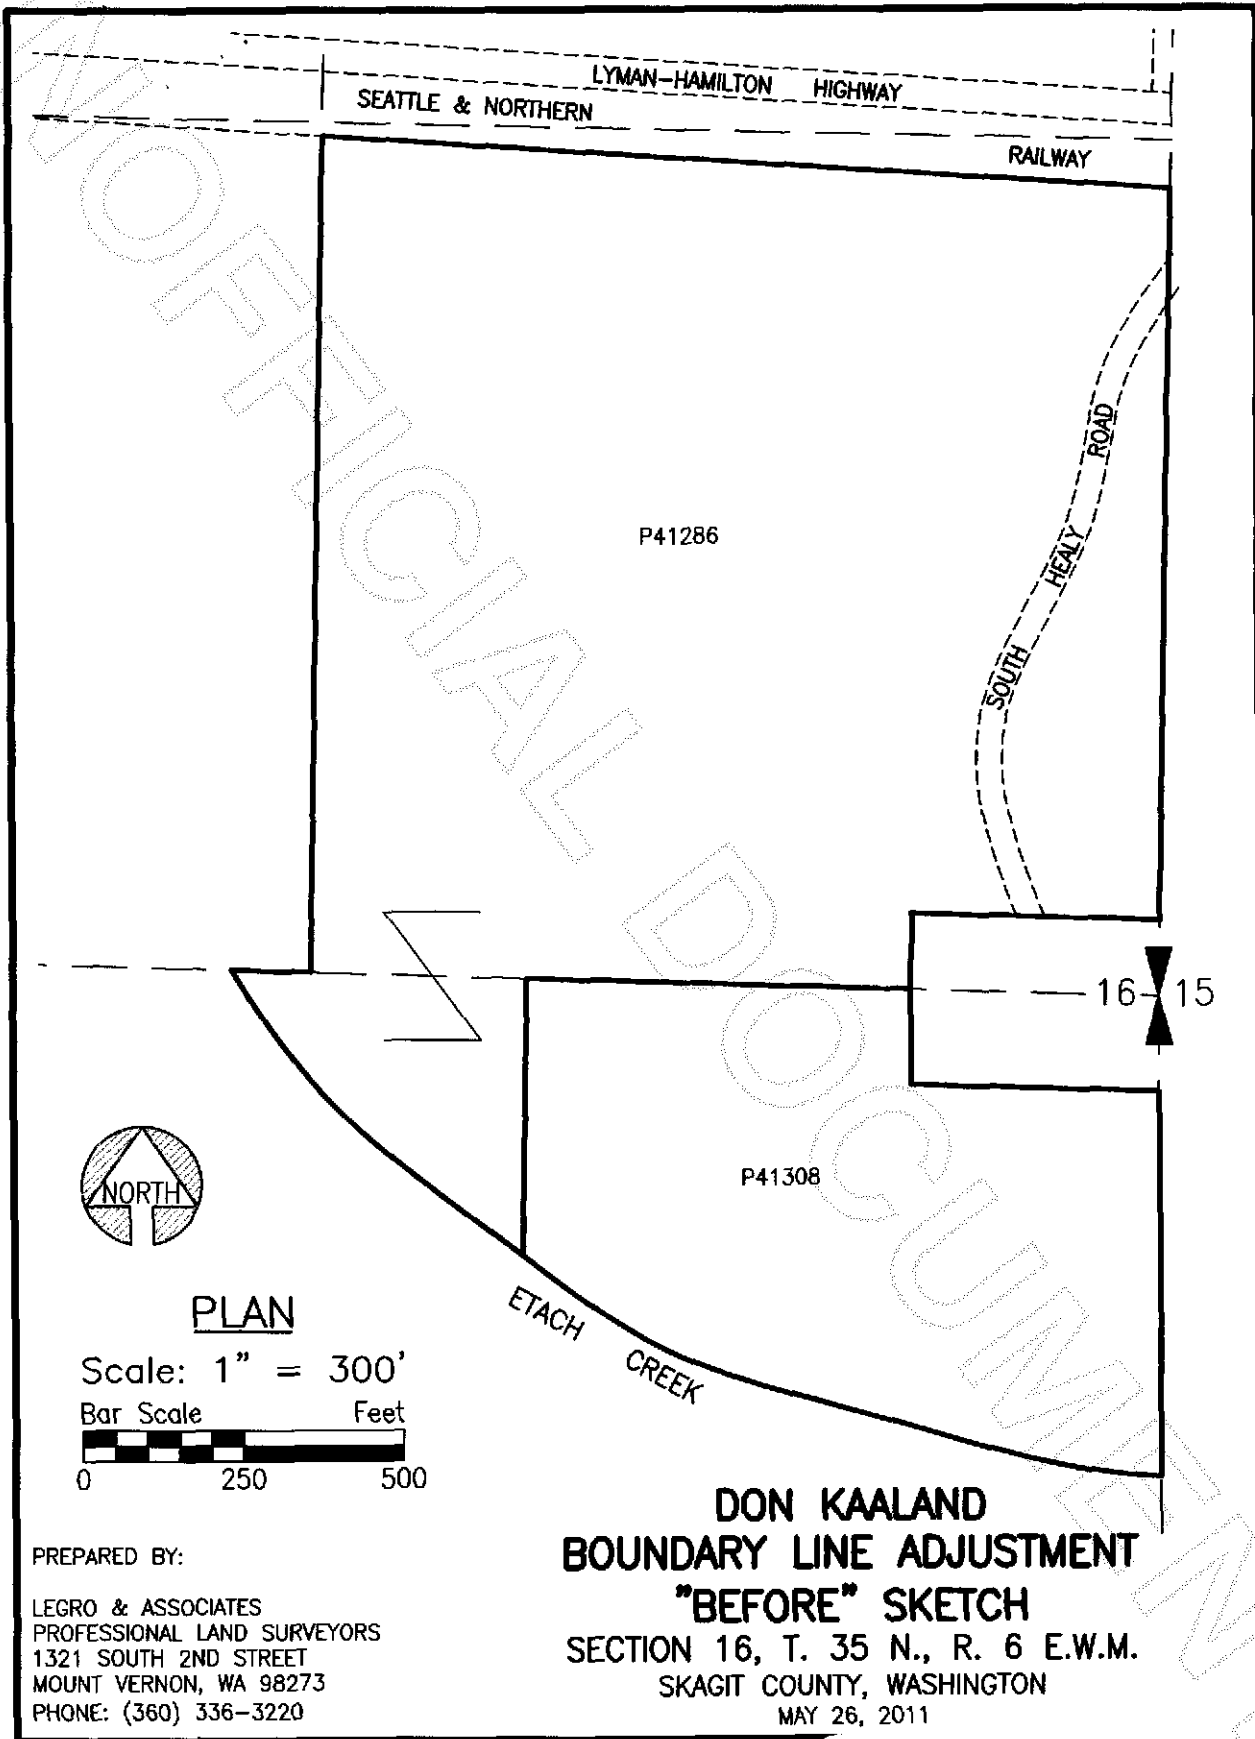 LYMAN-HAMILTON HIGHWAY
SEATTLE & NORTHERN
RAILWAY
SOUTH HEALY ROAD
P41286
16 15
P41308
NORTH
ETACH CREEK
PLAN
Scale: 1" = 300'
Bar Scale Feet
0 250 500
PREPARED BY:
LEGRO & ASSOCIATES
PROFESSIONAL LAND SURVEYORS
1321 SOUTH 2ND STREET
MOUNT VERNON, WA 98273
PHONE: (360) 336-3220
DON KAALAND
BOUNDARY LINE ADJUSTMENT
"BEFORE" SKETCH
SECTION 16, T. 35 N., R. 6 E.W.M.
SKAGIT COUNTY, WASHINGTON
MAY 26, 2011
UNOFFICIAL DOCUMENT